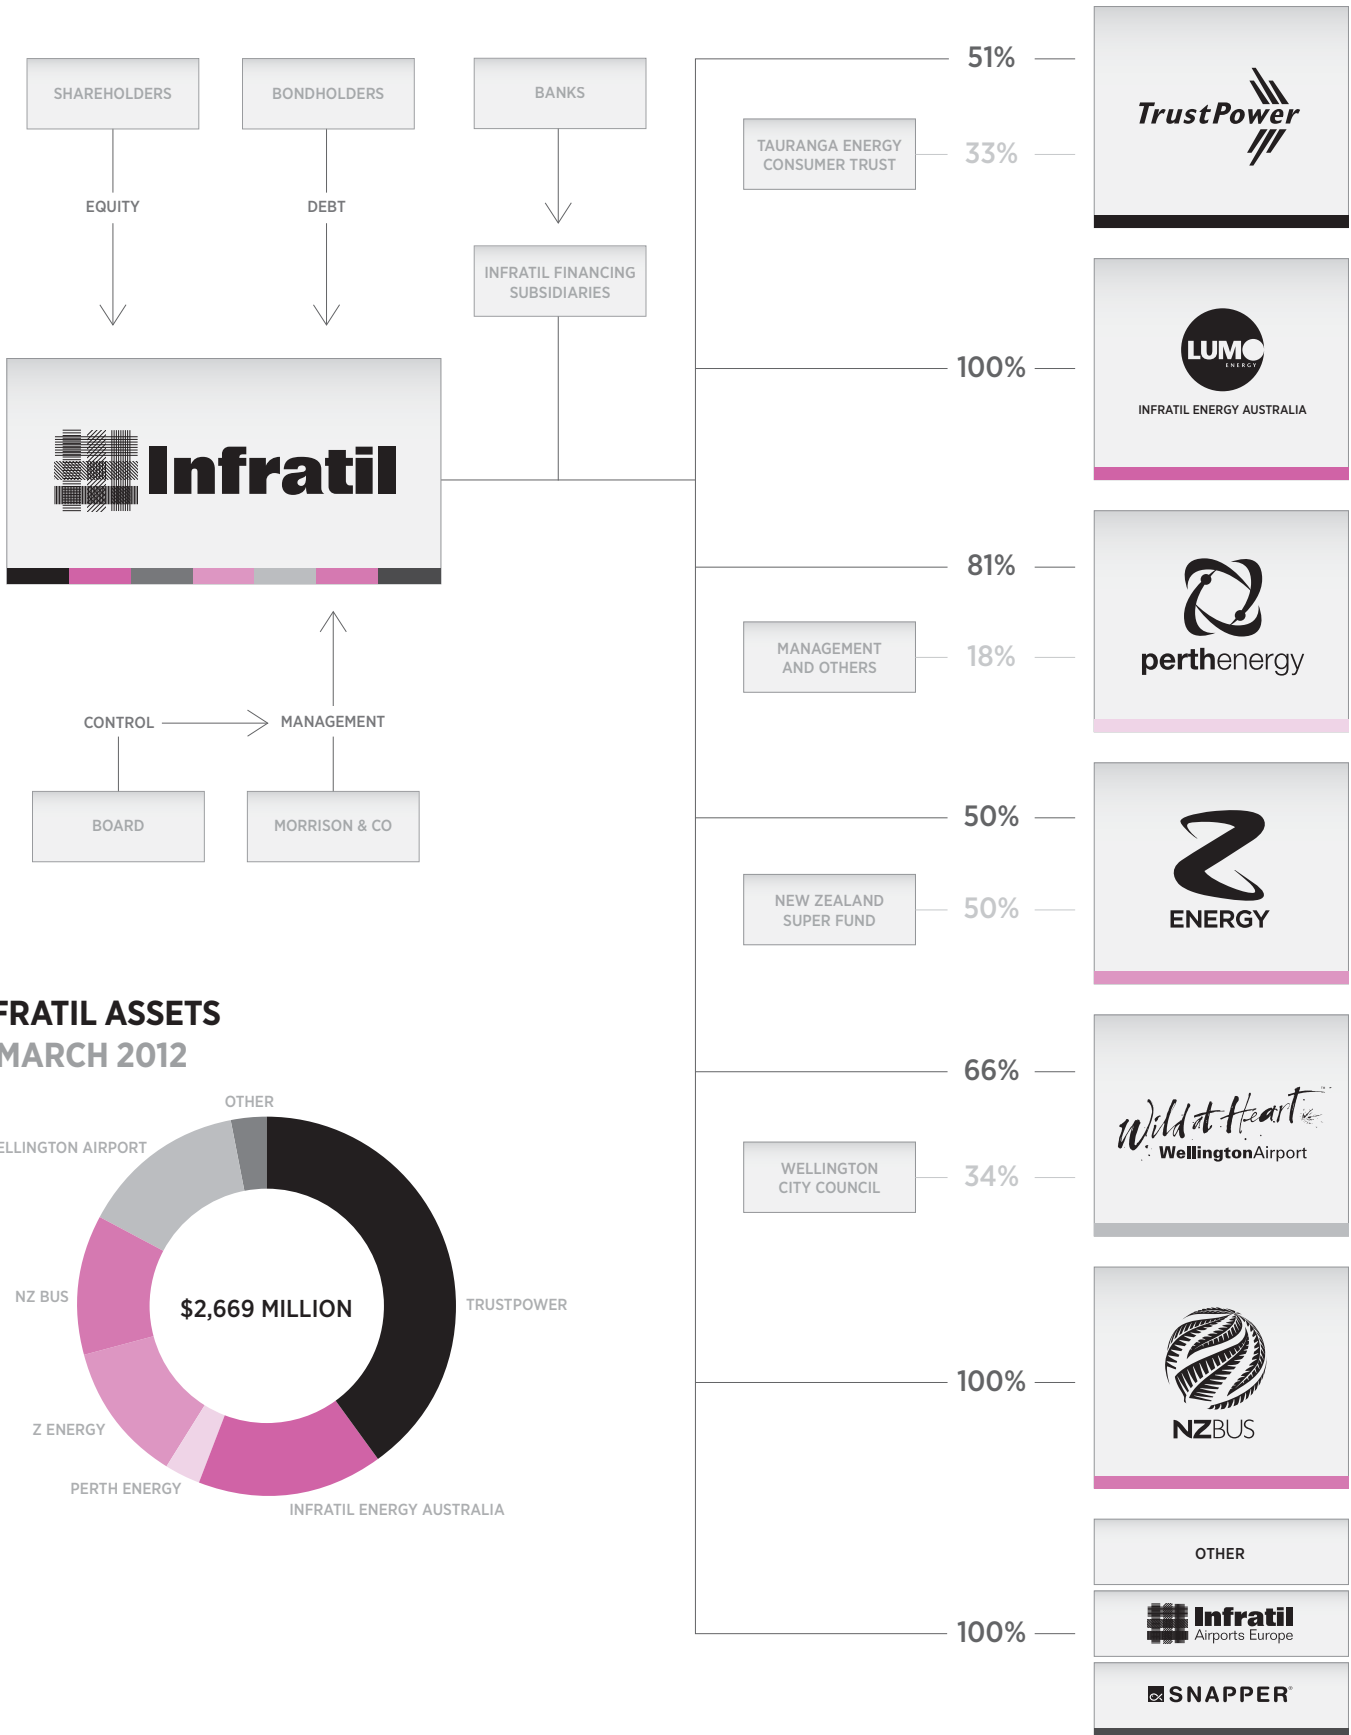 SHAREHOLDERS
BONDHOLDERS
BANKS
EQUITY
DEBT
INFRATIL FINANCING
SUBSIDIARIES
Infratil
CONTROL
MANAGEMENT
BOARD
MORRISON & CO
51%
TrustPower
TAURANGA ENERGY
CONSUMER TRUST
33%
100%
LUMO
ENERGY
INFRATIL ENERGY AUSTRALIA
81%
perthenergy
MANAGEMENT
AND OTHERS
18%
50%
Z
ENERGY
NEW ZEALAND
SUPER FUND
50%
66%
Wild at Heart
WellingtonAirport
WELLINGTON
CITY COUNCIL
34%
100%
NZBUS
OTHER
100%
Infratil
Airports Europe
SNAPPER
FRATIL ASSETS
MARCH 2012
OTHER
ELLINGTON AIRPORT
NZ BUS
$2,669 MILLION
TRUSTPOWER
Z ENERGY
PERTH ENERGY
INFRATIL ENERGY AUSTRALIA